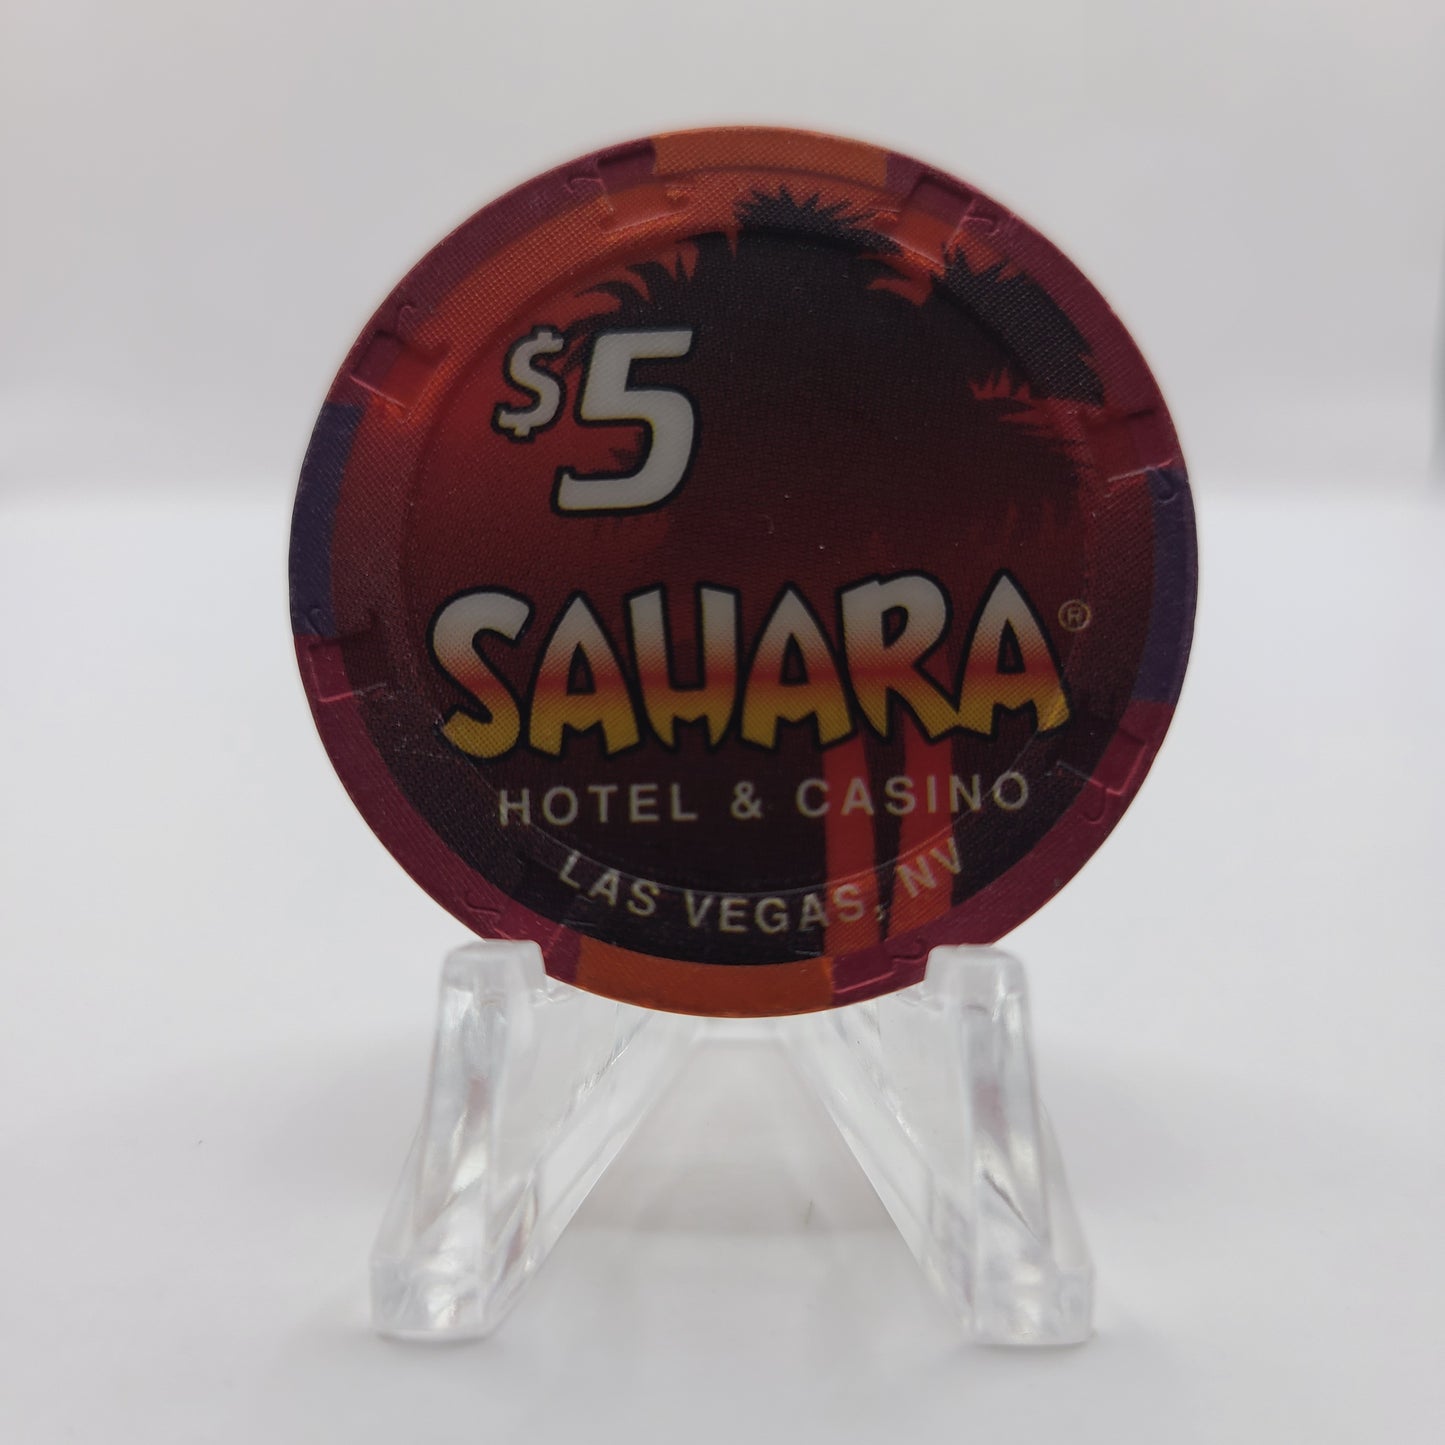 $5
SAHARA®
HOTEL & CASINO
LAS VEGAS, NV